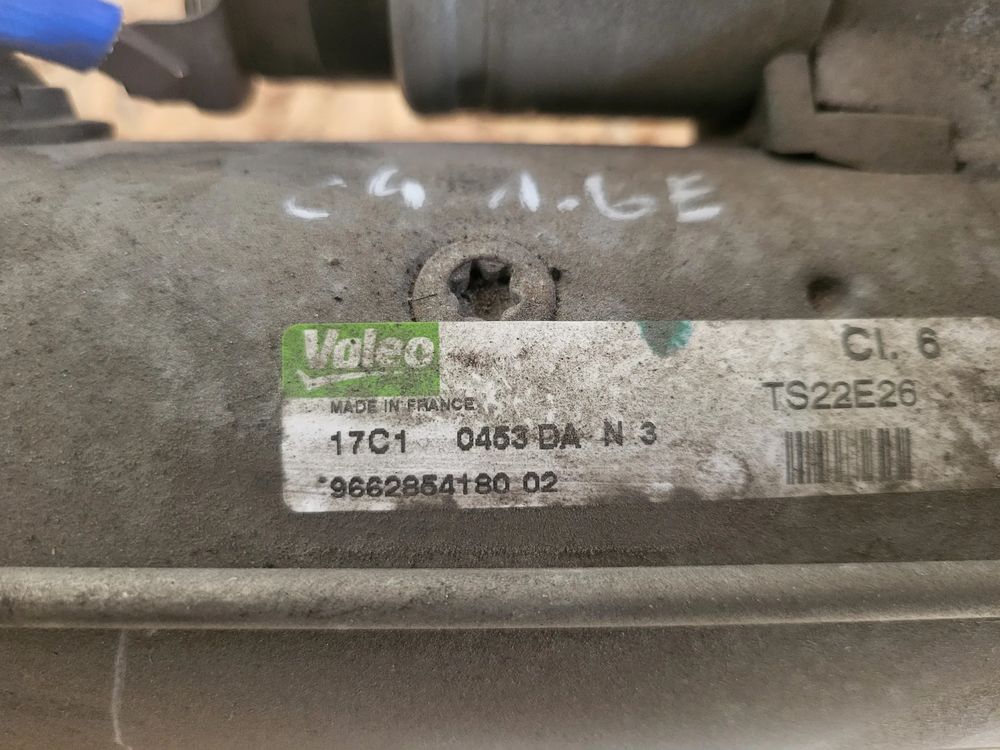 C4 1.6E
Valeo
Cl. 6
MADE IN FRANCE
TS22E26
17C1 0453 DA N 3
9662854180 02